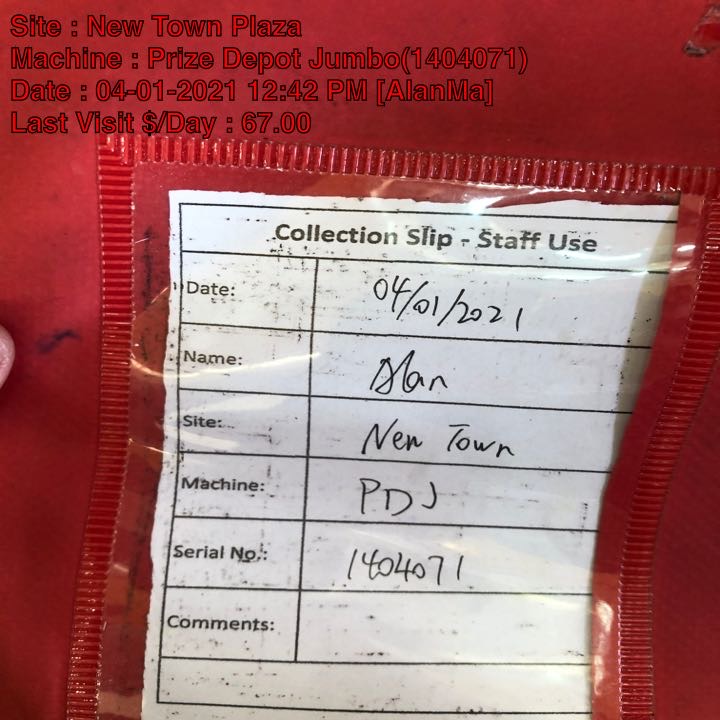 Site : New Town Plaza
Machine : Prize Depot Jumbo(1404071)
Date : 04-01-2021 12:42 PM [AlanMa]
Last Visit $/Day : 67.00
Collection Slip - Staff Use
Date: 04/01/2021
Name: Alan
Site: New Town
Machine: PDJ
Serial No.: 1404071
Comments: